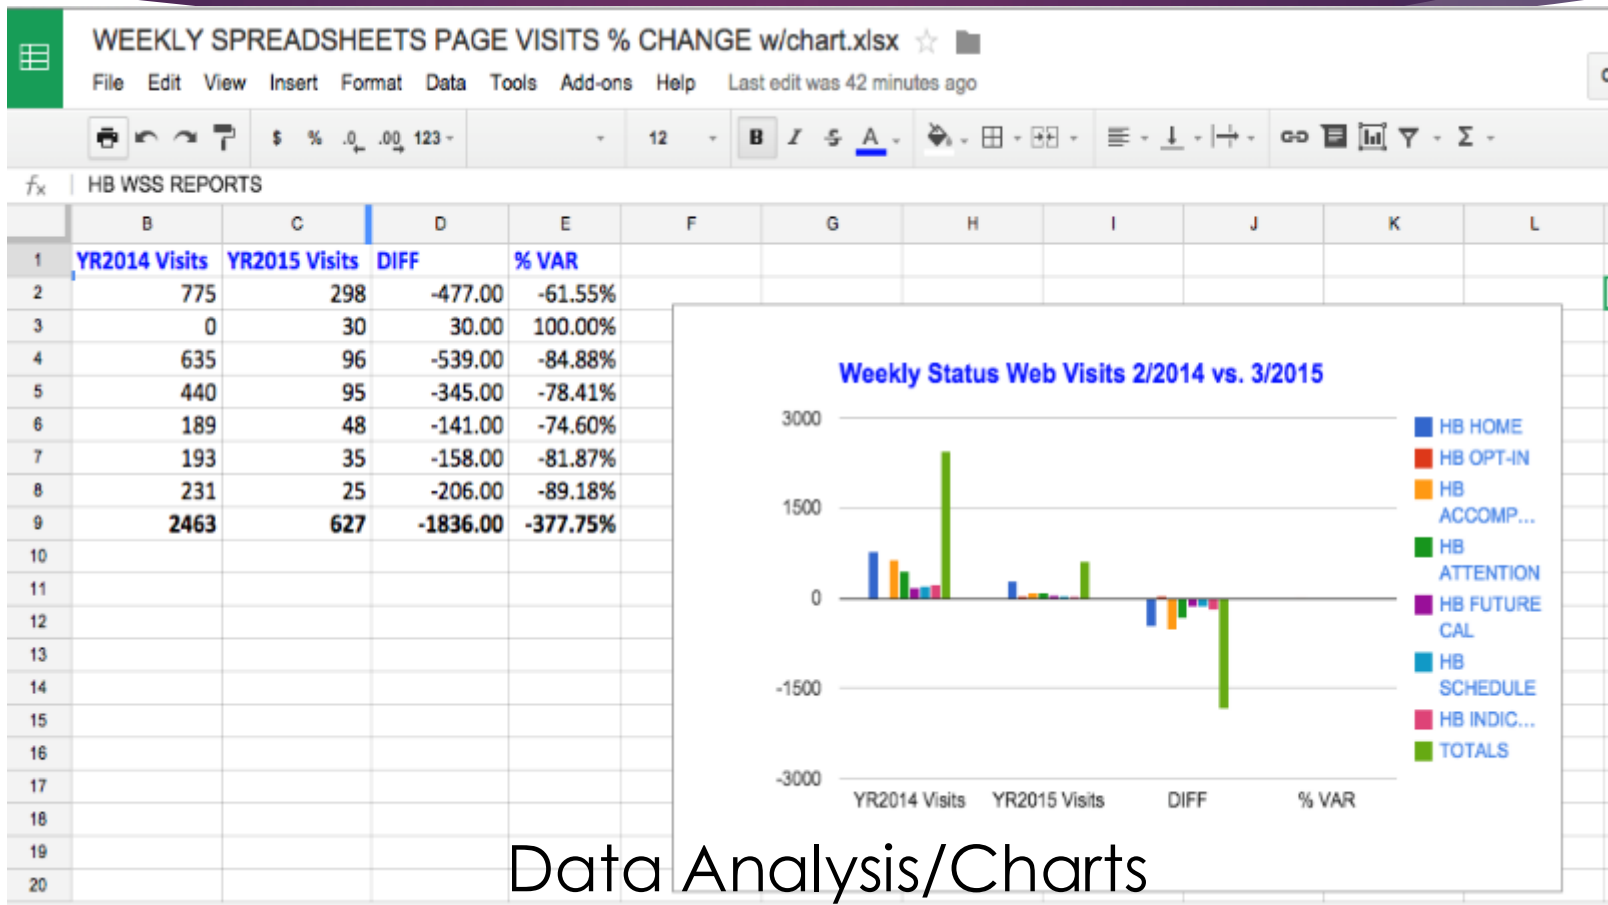 WEEKLY SPREADSHEETS PAGE VISITS % CHANGE w/chart.xlsx
File Edit View Insert Format Data Tools Add-ons Help Last edit was 42 minutes ago
$ % .0 .00 123 12 B I S A Σ
fx HB WSS REPORTS
B C D E F G H I J K L
1 YR2014 Visits YR2015 Visits DIFF % VAR
2 775 298 -477.00 -61.55%
3 0 30 30.00 100.00%
4 635 96 -539.00 -84.88%
5 440 95 -345.00 -78.41%
6 189 48 -141.00 -74.60%
7 193 35 -158.00 -81.87%
8 231 25 -206.00 -89.18%
9 2463 627 -1836.00 -377.75%
10
11
12
13
14
15
16
17
18
19
20
Weekly Status Web Visits 2/2014 vs. 3/2015
3000
1500
0
-1500
-3000
YR2014 Visits YR2015 Visits DIFF % VAR
HB HOME
HB OPT-IN
HB
ACCOMP...
HB
ATTENTION
HB FUTURE
CAL
HB
SCHEDULE
HB INDIC...
TOTALS
Data Analysis/Charts